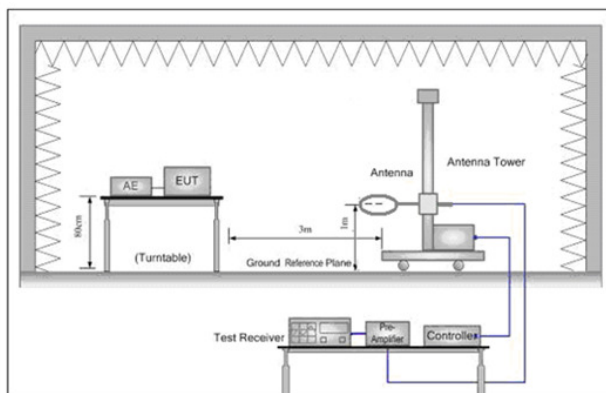 Antenna
Antenna Tower
AE
EUT
80cm
3m
1m
(Turntable)
Ground Reference Plane
Test Receiver
Pre-
Amplifier
Controller